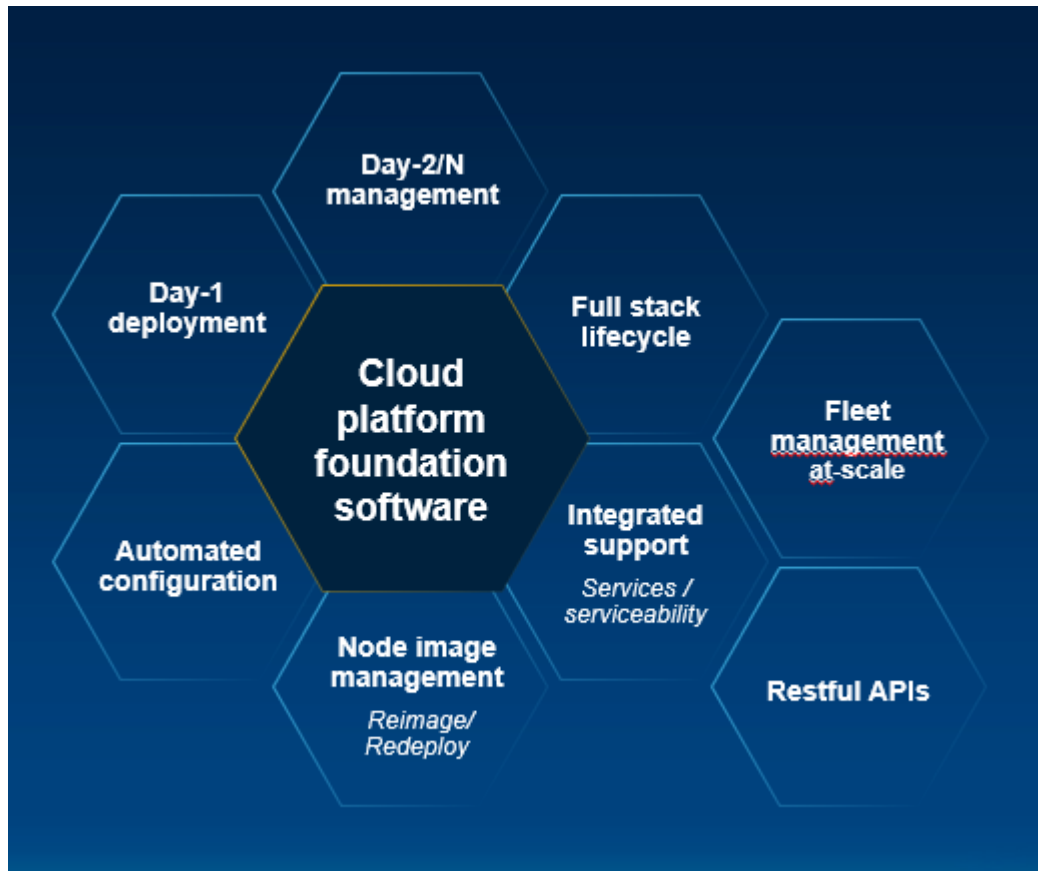 Day-2/N
management
Day-1
deployment
Full stack
lifecycle
Cloud
platform
foundation
software
Fleet
management
at-scale
Integrated
support
Services /
serviceability
Automated
configuration
Node image
management
Reimage/
Redeploy
Restful APIs